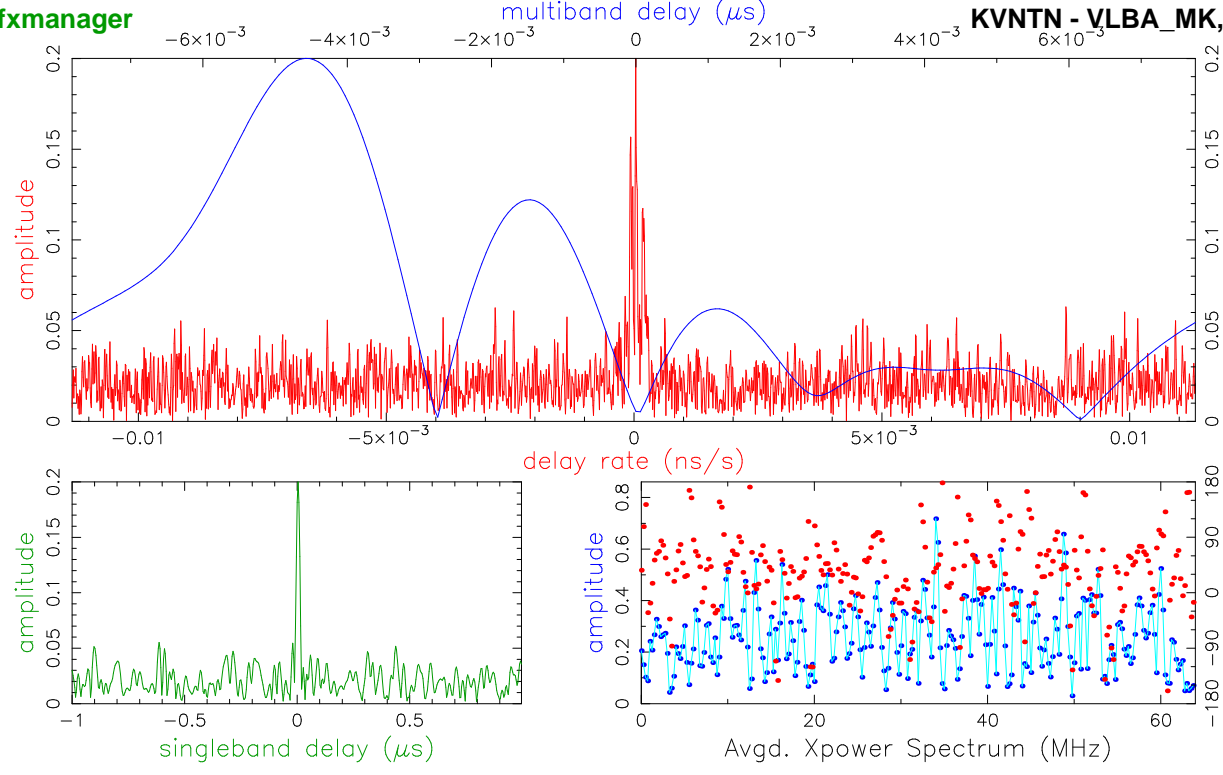 fxmanager
multiband delay (μs)
KVNTN - VLBA_MK,
−6×10⁻³ −4×10⁻³ −2×10⁻³ 0 2×10⁻³ 4×10⁻³ 6×10⁻³
amplitude
0 0.05 0.1 0.15 0.2
0 0.05 0.1 0.15 0.2
−0.01 −5×10⁻³ 0 5×10⁻³ 0.01
delay rate (ns/s)
amplitude
0 0.05 0.1 0.15 0.2
−1 −0.5 0 0.5
singleband delay (μs)
amplitude
0 0.2 0.4 0.6 0.8
−180 −90 0 90 180
0 20 40 60
Avgd. Xpower Spectrum (MHz)